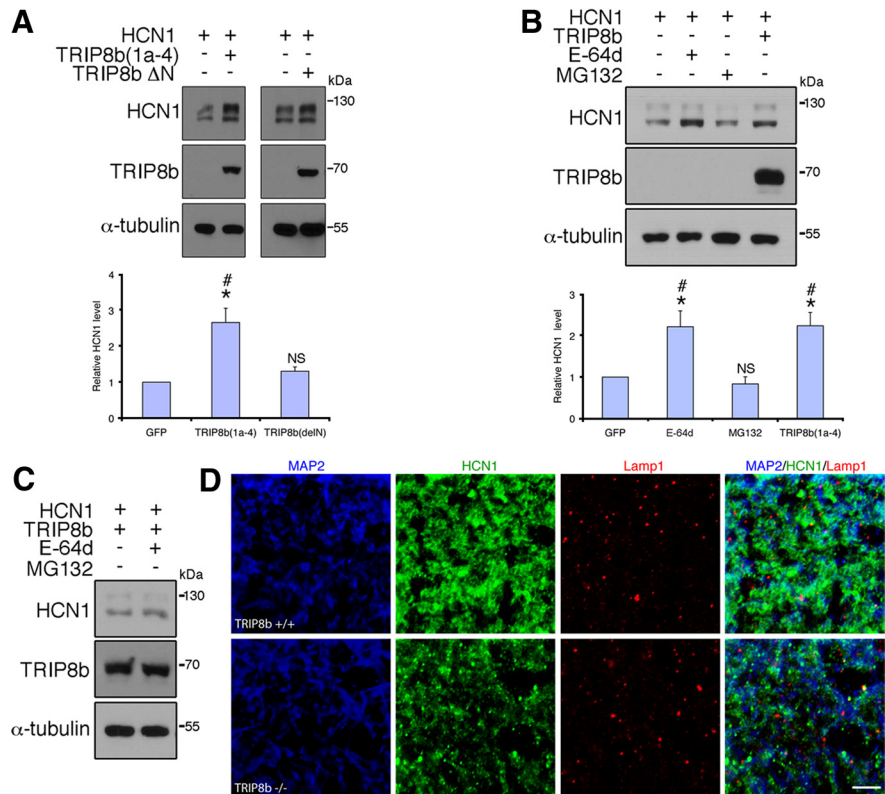 A
HCN1 + + + +
TRIP8b(1a-4) - + - -
TRIP8b ΔN - - - +
kDa
HCN1
-130
TRIP8b
-70
α-tubulin
-55
Relative HCN1 level
4
3
2
1
0
#
*
NS
GFP TRIP8b(1a-4) TRIP8b(delN)
B
HCN1 + + + +
TRIP8b - - - +
E-64d - + - -
MG132 - - + -
kDa
HCN1
-130
TRIP8b
-70
α-tubulin
-55
Relative HCN1 level
3
2
1
0
#
*
NS
#
*
GFP E-64d MG132 TRIP8b(1a-4)
C
HCN1 + +
TRIP8b + +
E-64d - +
MG132 - -
kDa
HCN1
-130
TRIP8b
-70
α-tubulin
-55
D
MAP2 HCN1 Lamp1 MAP2/HCN1/Lamp1
TRIP8b +/+
TRIP8b -/-